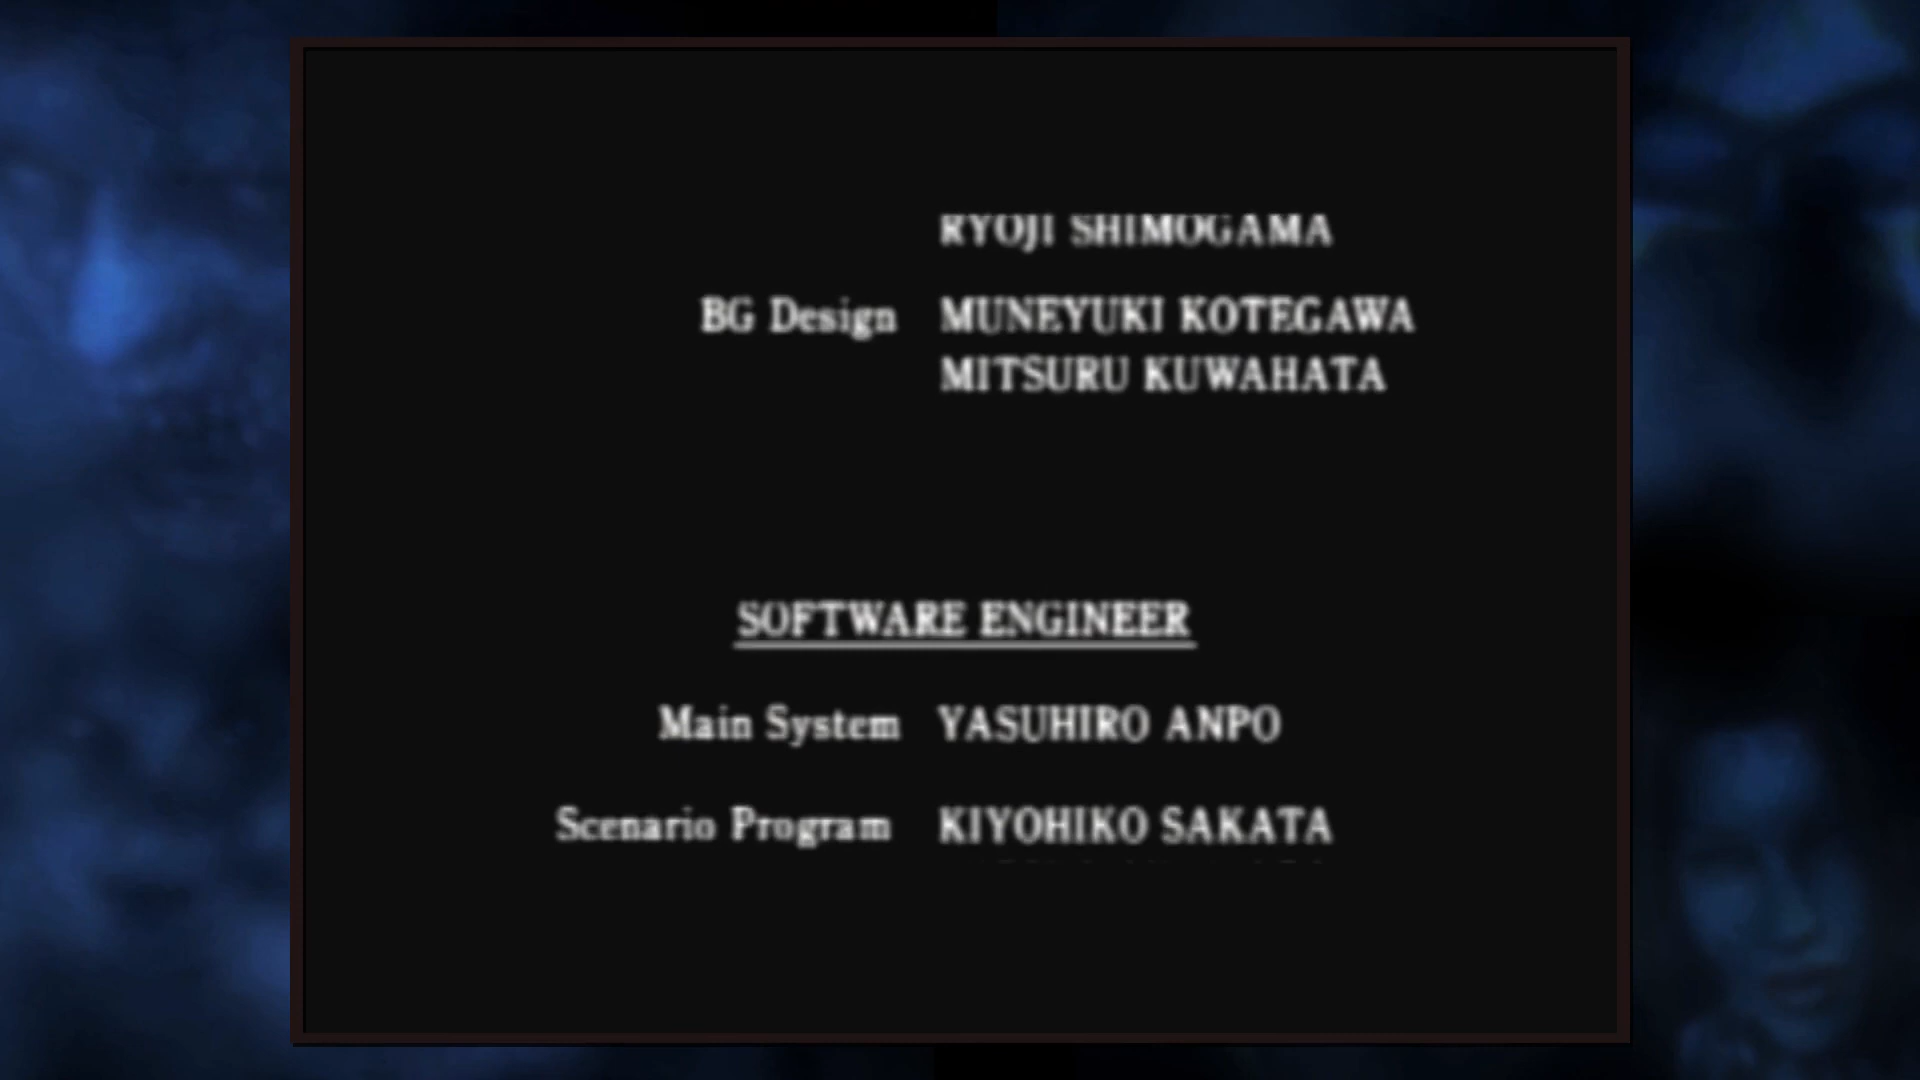 RYOJI SHIMOGAMA
BG Design MUNEYUKI KOTEGAWA
MITSURU KUWAHATA
SOFTWARE ENGINEER
Main System YASUHIRO ANPO
Scenario Program KIYOHIKO SAKATA